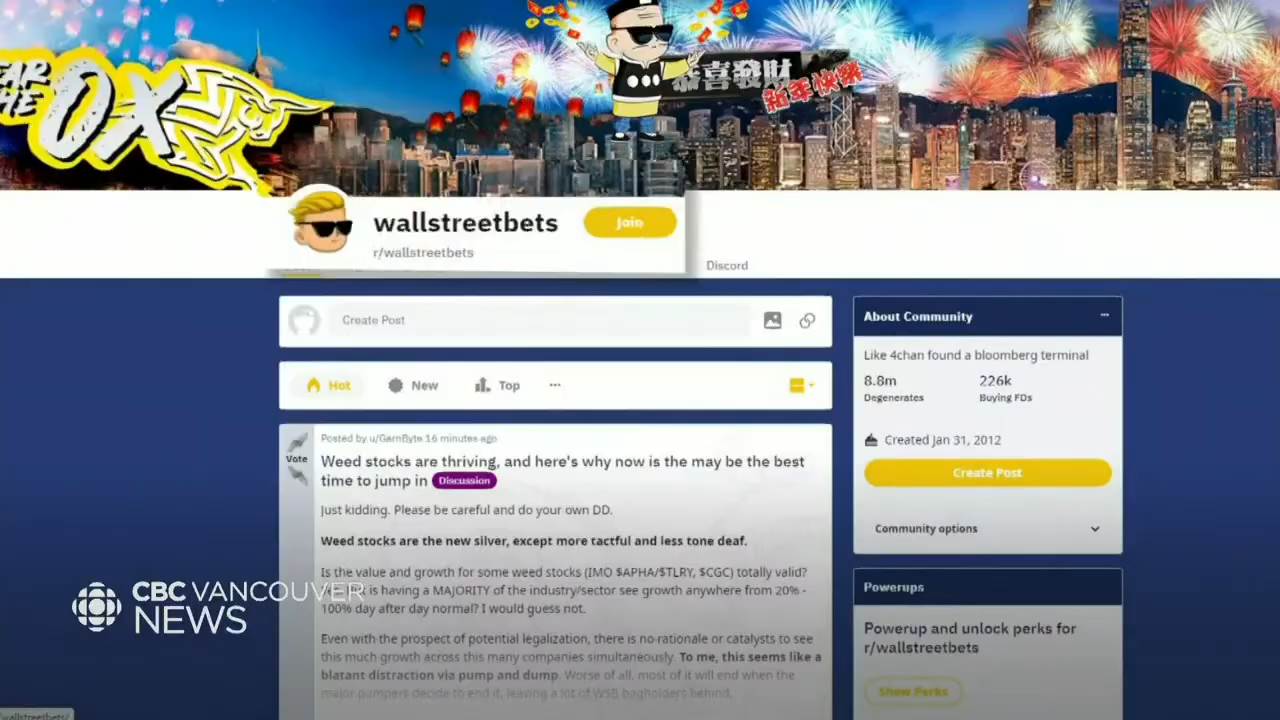 OX
恭喜發財
新年快樂
wallstreetbets
Join
r/wallstreetbets
Discord
Create Post
Hot
New
Top
Posted by u/GarnByte 16 minutes ago
Vote
Weed stocks are thriving, and here's why now is the may be the best
time to jump in Discussion
Just kidding. Please be careful and do your own DD.
Weed stocks are the new silver, except more tactful and less tone deaf.
Is the value and growth for some weed stocks (IMO $APHA/$TLRY, $CGC) totally valid?
is having a MAJORITY of the industry/sector see growth anywhere from 20% -
100% day after day normal? I would guess not.
Even with the prospect of potential legalization, there is no rationale or catalysts to see
this much growth across this many companies simultaneously. To me, this seems like a
blatant distraction via pump and dump. Worse of all, most of it will end when the
major pumpers decide to end it, leaving a lot of WSB bagholders behind.
About Community
Like 4chan found a bloomberg terminal
8.8m
226k
Degenerates
Buying FDs
Created Jan 31, 2012
Create Post
Community options
Powerups
Powerup and unlock perks for
r/wallstreetbets
Show Perks
CBC VANCOUVER
NEWS
/wallstreetbets/